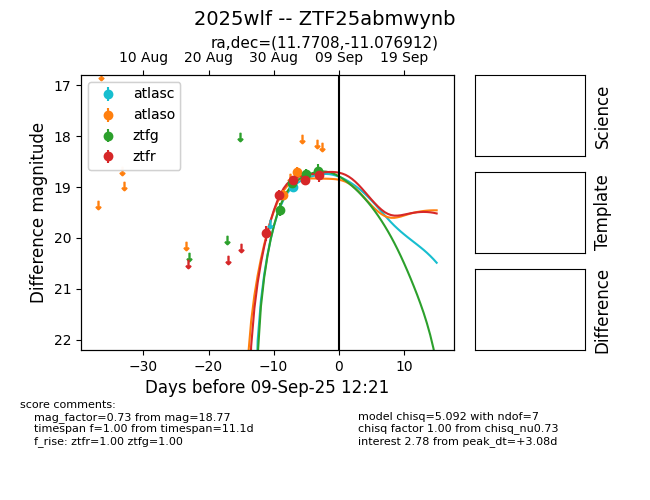 2025wlf -- ZTF25abmwynb
ra,dec=(11.7708,-11.076912)
10 Aug 20 Aug 30 Aug 09 Sep 19 Sep
17
18
19
20
21
22
Difference magnitude
atlasc
atlaso
ztfg
ztfr
−30 −20 −10 0 10
Days before 09-Sep-25 12:21
Science
Template
Difference
score comments:
mag_factor=0.73 from mag=18.77
timespan f=1.00 from timespan=11.1d
f_rise: ztfr=1.00 ztfg=1.00
model chisq=5.092 with ndof=7
chisq factor 1.00 from chisq_nu0.73
interest 2.78 from peak_dt=+3.08d